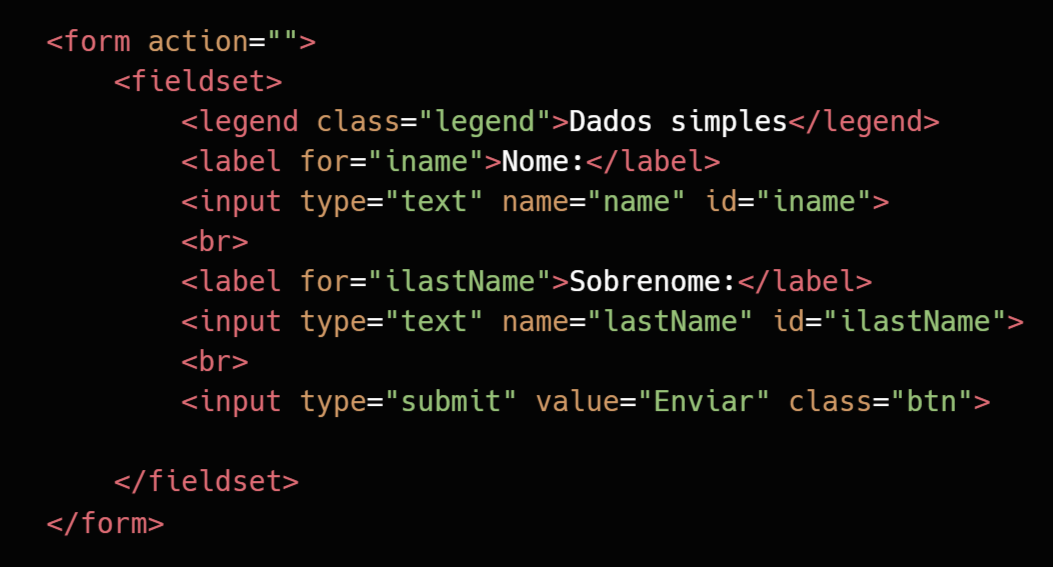 <form action="">
    <fieldset>
        <legend class="legend">Dados simples</legend>
        <label for="iname">Nome:</label>
        <input type="text" name="name" id="iname">
        <br>
        <label for="ilastName">Sobrenome:</label>
        <input type="text" name="lastName" id="ilastName">
        <br>
        <input type="submit" value="Enviar" class="btn">

    </fieldset>
</form>